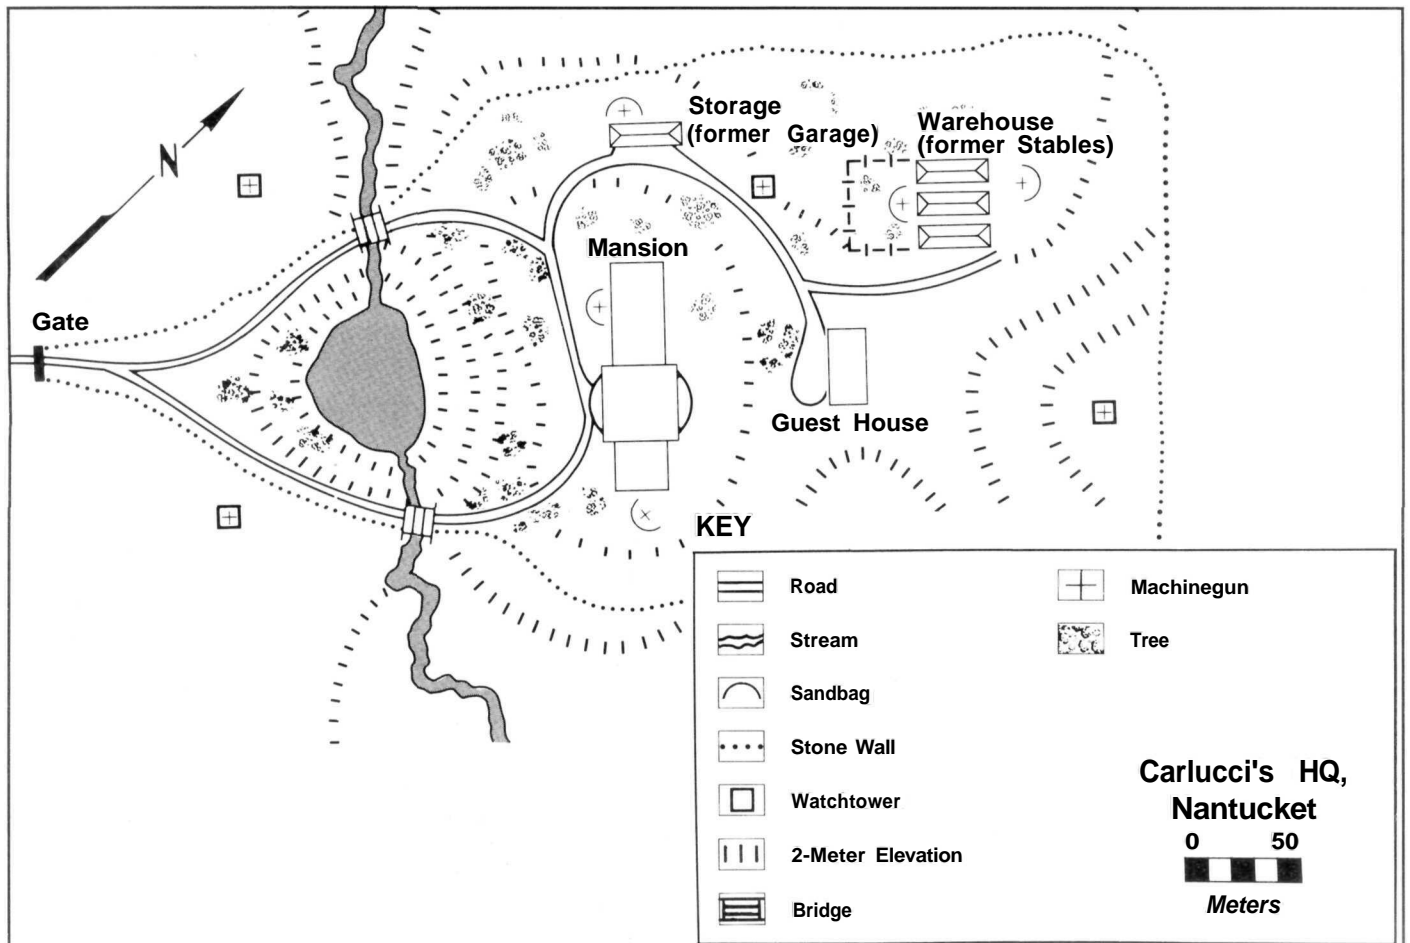 N
Storage
(former Garage)
Warehouse
(former Stables)
Mansion
Gate
Guest House
KEY
Road
Stream
Sandbag
Stone Wall
Watchtower
2-Meter Elevation
Bridge
Machinegun
Tree
Carlucci's HQ,
Nantucket
0 50
Meters